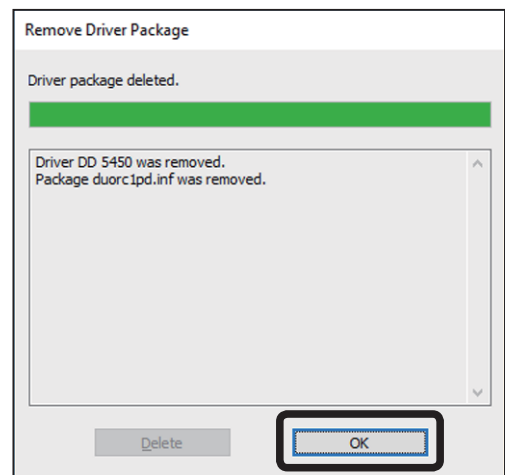 Remove Driver Package
Driver package deleted.
Driver DD 5450 was removed.
Package duorc1pd.inf was removed.
Delete
OK